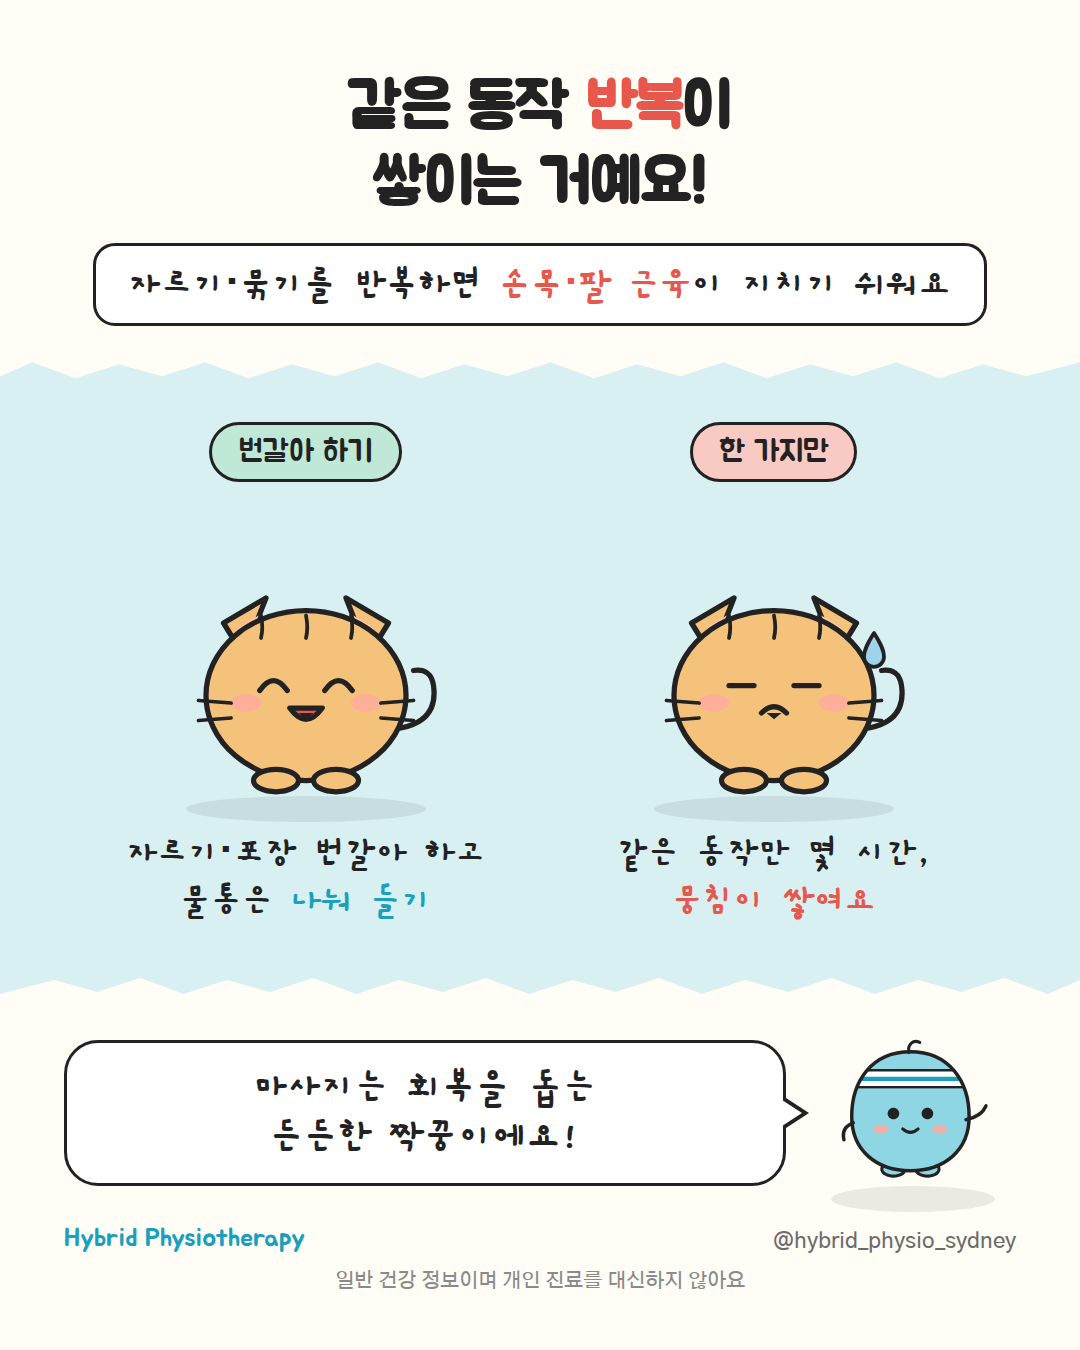 같은 동작 반복이
쌓이는 거예요!
자르기·묶기를 반복하면 손목·팔 근육이 지치기 쉬워요
번갈아 하기
한 가지만
자르기·포장 번갈아 하고
물통은 나눠 들기
같은 동작만 몇 시간,
뭉침이 쌓여요
마사지는 회복을 돕는
든든한 짝꿍이에요!
Hybrid Physiotherapy
@hybrid_physio_sydney
일반 건강 정보이며 개인 진료를 대신하지 않아요